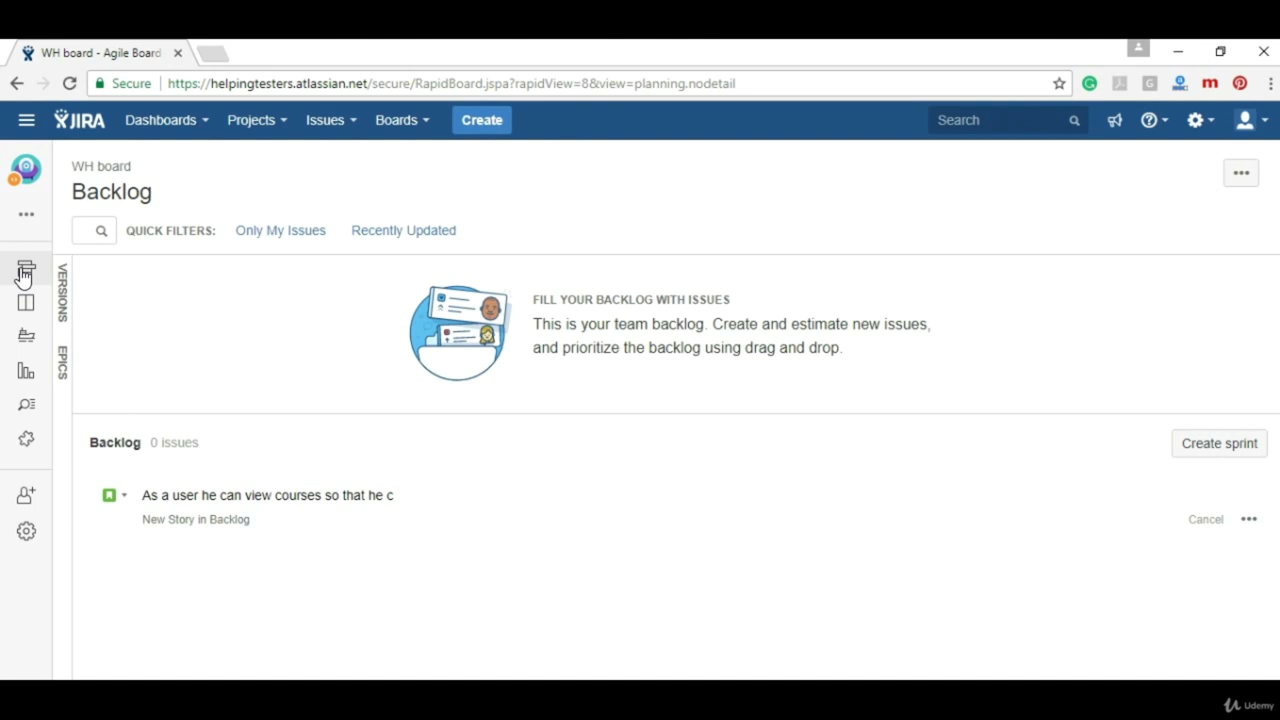 WH board - Agile Board
Secure https://helpingtesters.atlassian.net/secure/RapidBoard.jspa?rapidView=8&view=planning.nodetail
JIRA Dashboards Projects Issues Boards Create Search
WH board
Backlog
QUICK FILTERS: Only My Issues Recently Updated
VERSIONS
EPICS
FILL YOUR BACKLOG WITH ISSUES
This is your team backlog. Create and estimate new issues,
and prioritize the backlog using drag and drop.
Backlog 0 issues Create sprint
As a user he can view courses so that he c
New Story in Backlog Cancel
Udemy